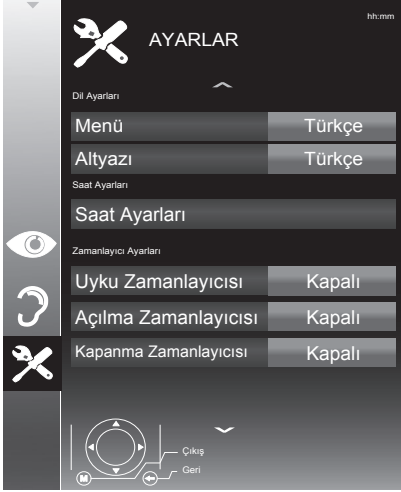 hh:mm
AYARLAR
Dil Ayarları
Menü Türkçe
Altyazı Türkçe
Saat Ayarları
Saat Ayarları
Zamanlayıcı Ayarları
Uyku Zamanlayıcısı Kapalı
Açılma Zamanlayıcısı Kapalı
Kapanma Zamanlayıcısı Kapalı
Çıkış
M Geri